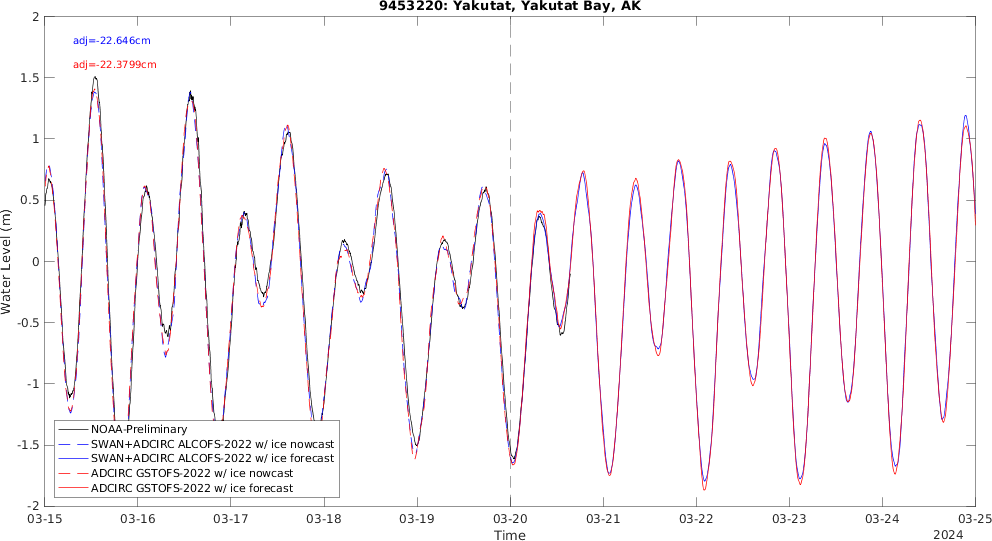 9453220: Yakutat, Yakutat Bay, AK
adj=-22.646cm
adj=-22.3799cm
2
1.5
1
0.5
0
-0.5
-1
-1.5
-2
Water Level (m)
NOAA-Preliminary
SWAN+ADCIRC ALCOFS-2022 w/ ice nowcast
SWAN+ADCIRC ALCOFS-2022 w/ ice forecast
ADCIRC GSTOFS-2022 w/ ice nowcast
ADCIRC GSTOFS-2022 w/ ice forecast
03-15 03-16 03-17 03-18 03-19 03-20 03-21 03-22 03-23 03-24 03-25
Time
2024